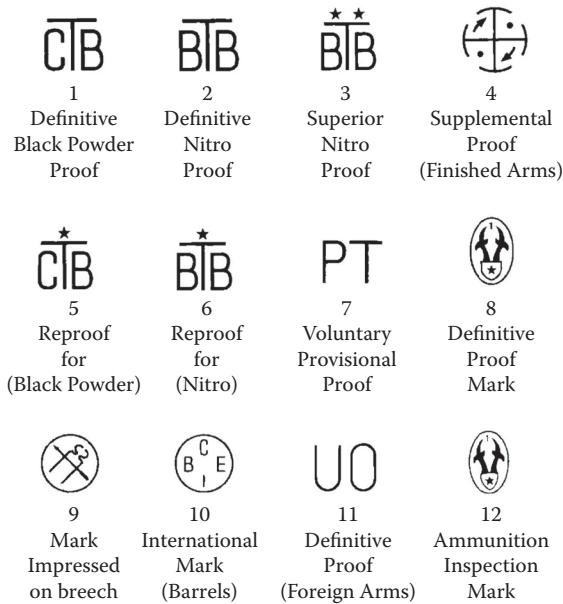 CTB BTB BTB
1 2 3 4
Definitive Definitive Superior Supplemental
Black Powder Nitro Nitro Proof
Proof Proof Proof (Finished Arms)
CTB BTB PT 1
5 6 7 8
Reproof Reproof Voluntary Definitive
for for Provisional Proof
(Black Powder) (Nitro) Proof Mark
B C E I UO 1
9 10 11 12
Mark International Definitive Ammunition
Impressed Mark Proof Inspection
on breech (Barrels) (Foreign Arms) Mark